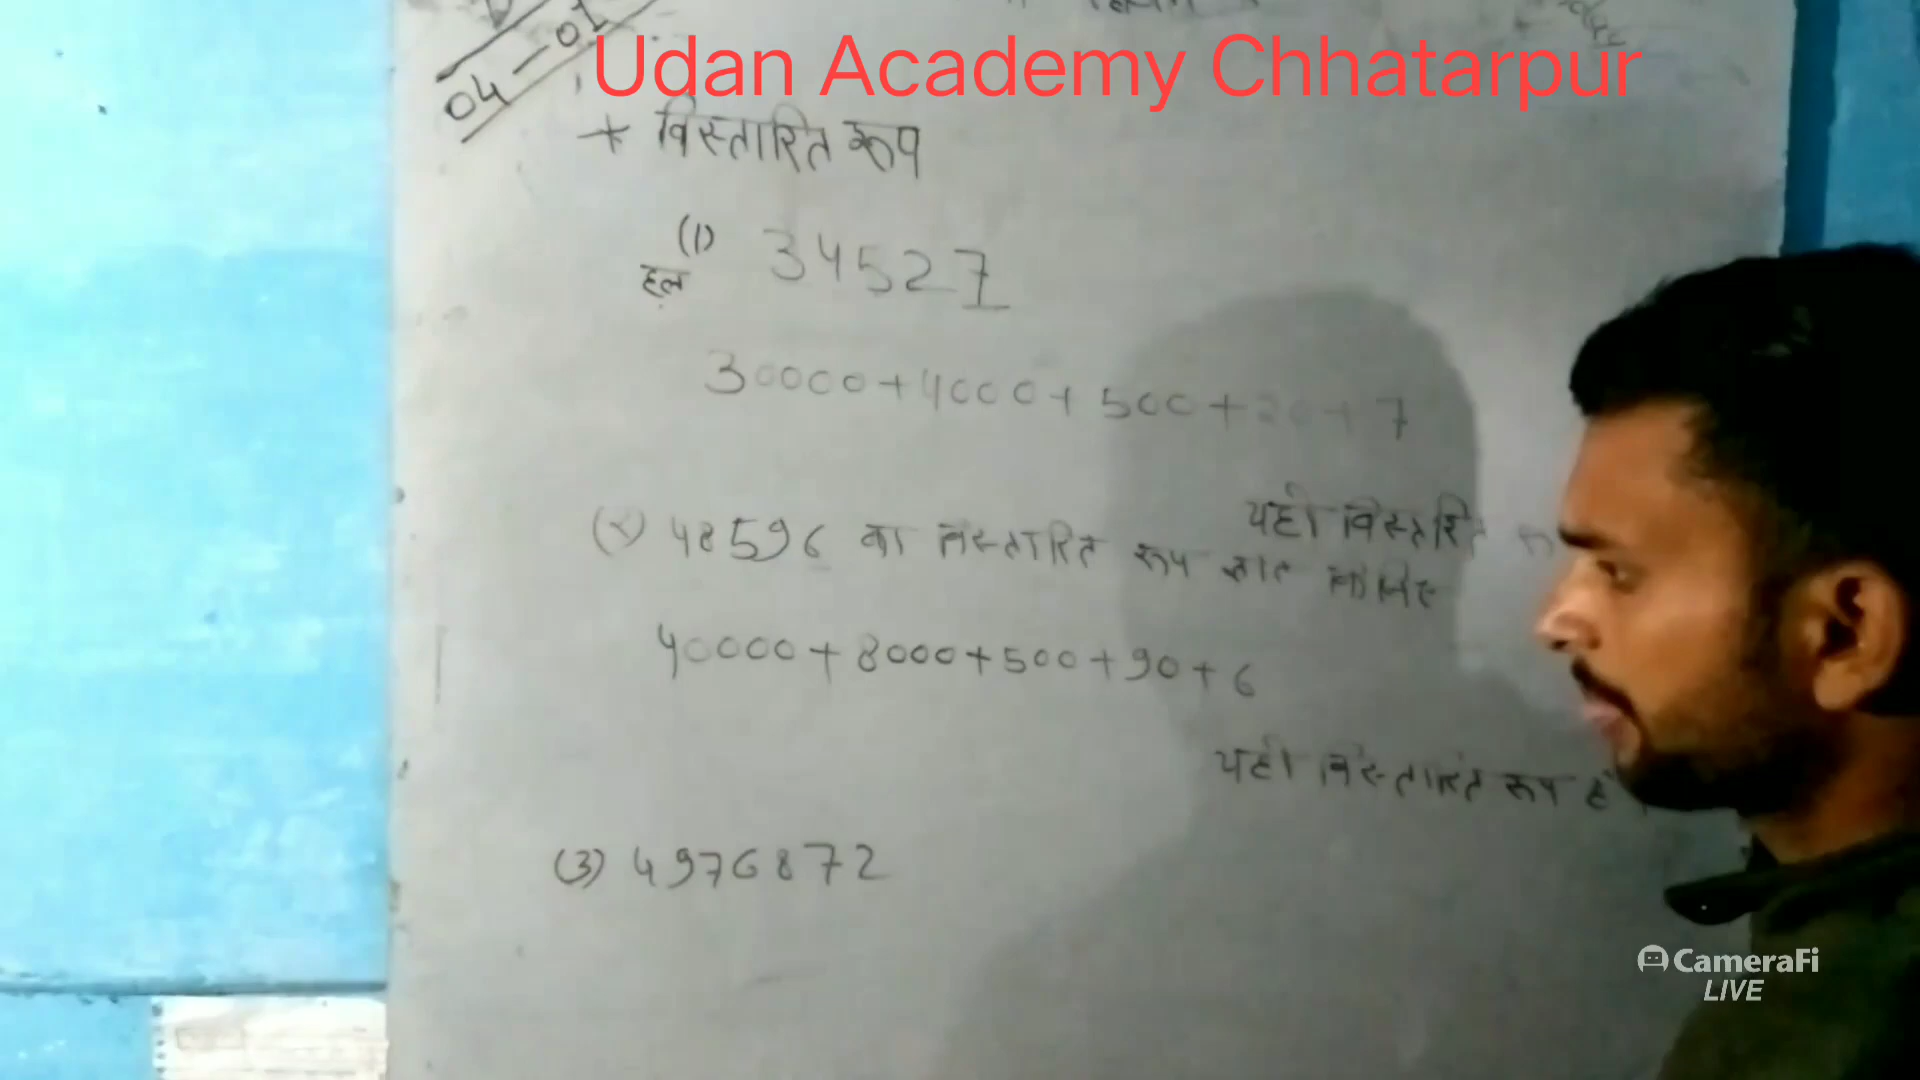 04-01
Udan Academy Chhatarpur
* विस्तारित रूप
(1) 34527
हल
30000+4000+500+20+7
यही विस्तरित
(2) 48596 का विस्तारित रूप ज्ञात कीजिए
40000+8000+500+90+6
यही विस्तारित रूप है
(3) 4976872
CameraFi
LIVE